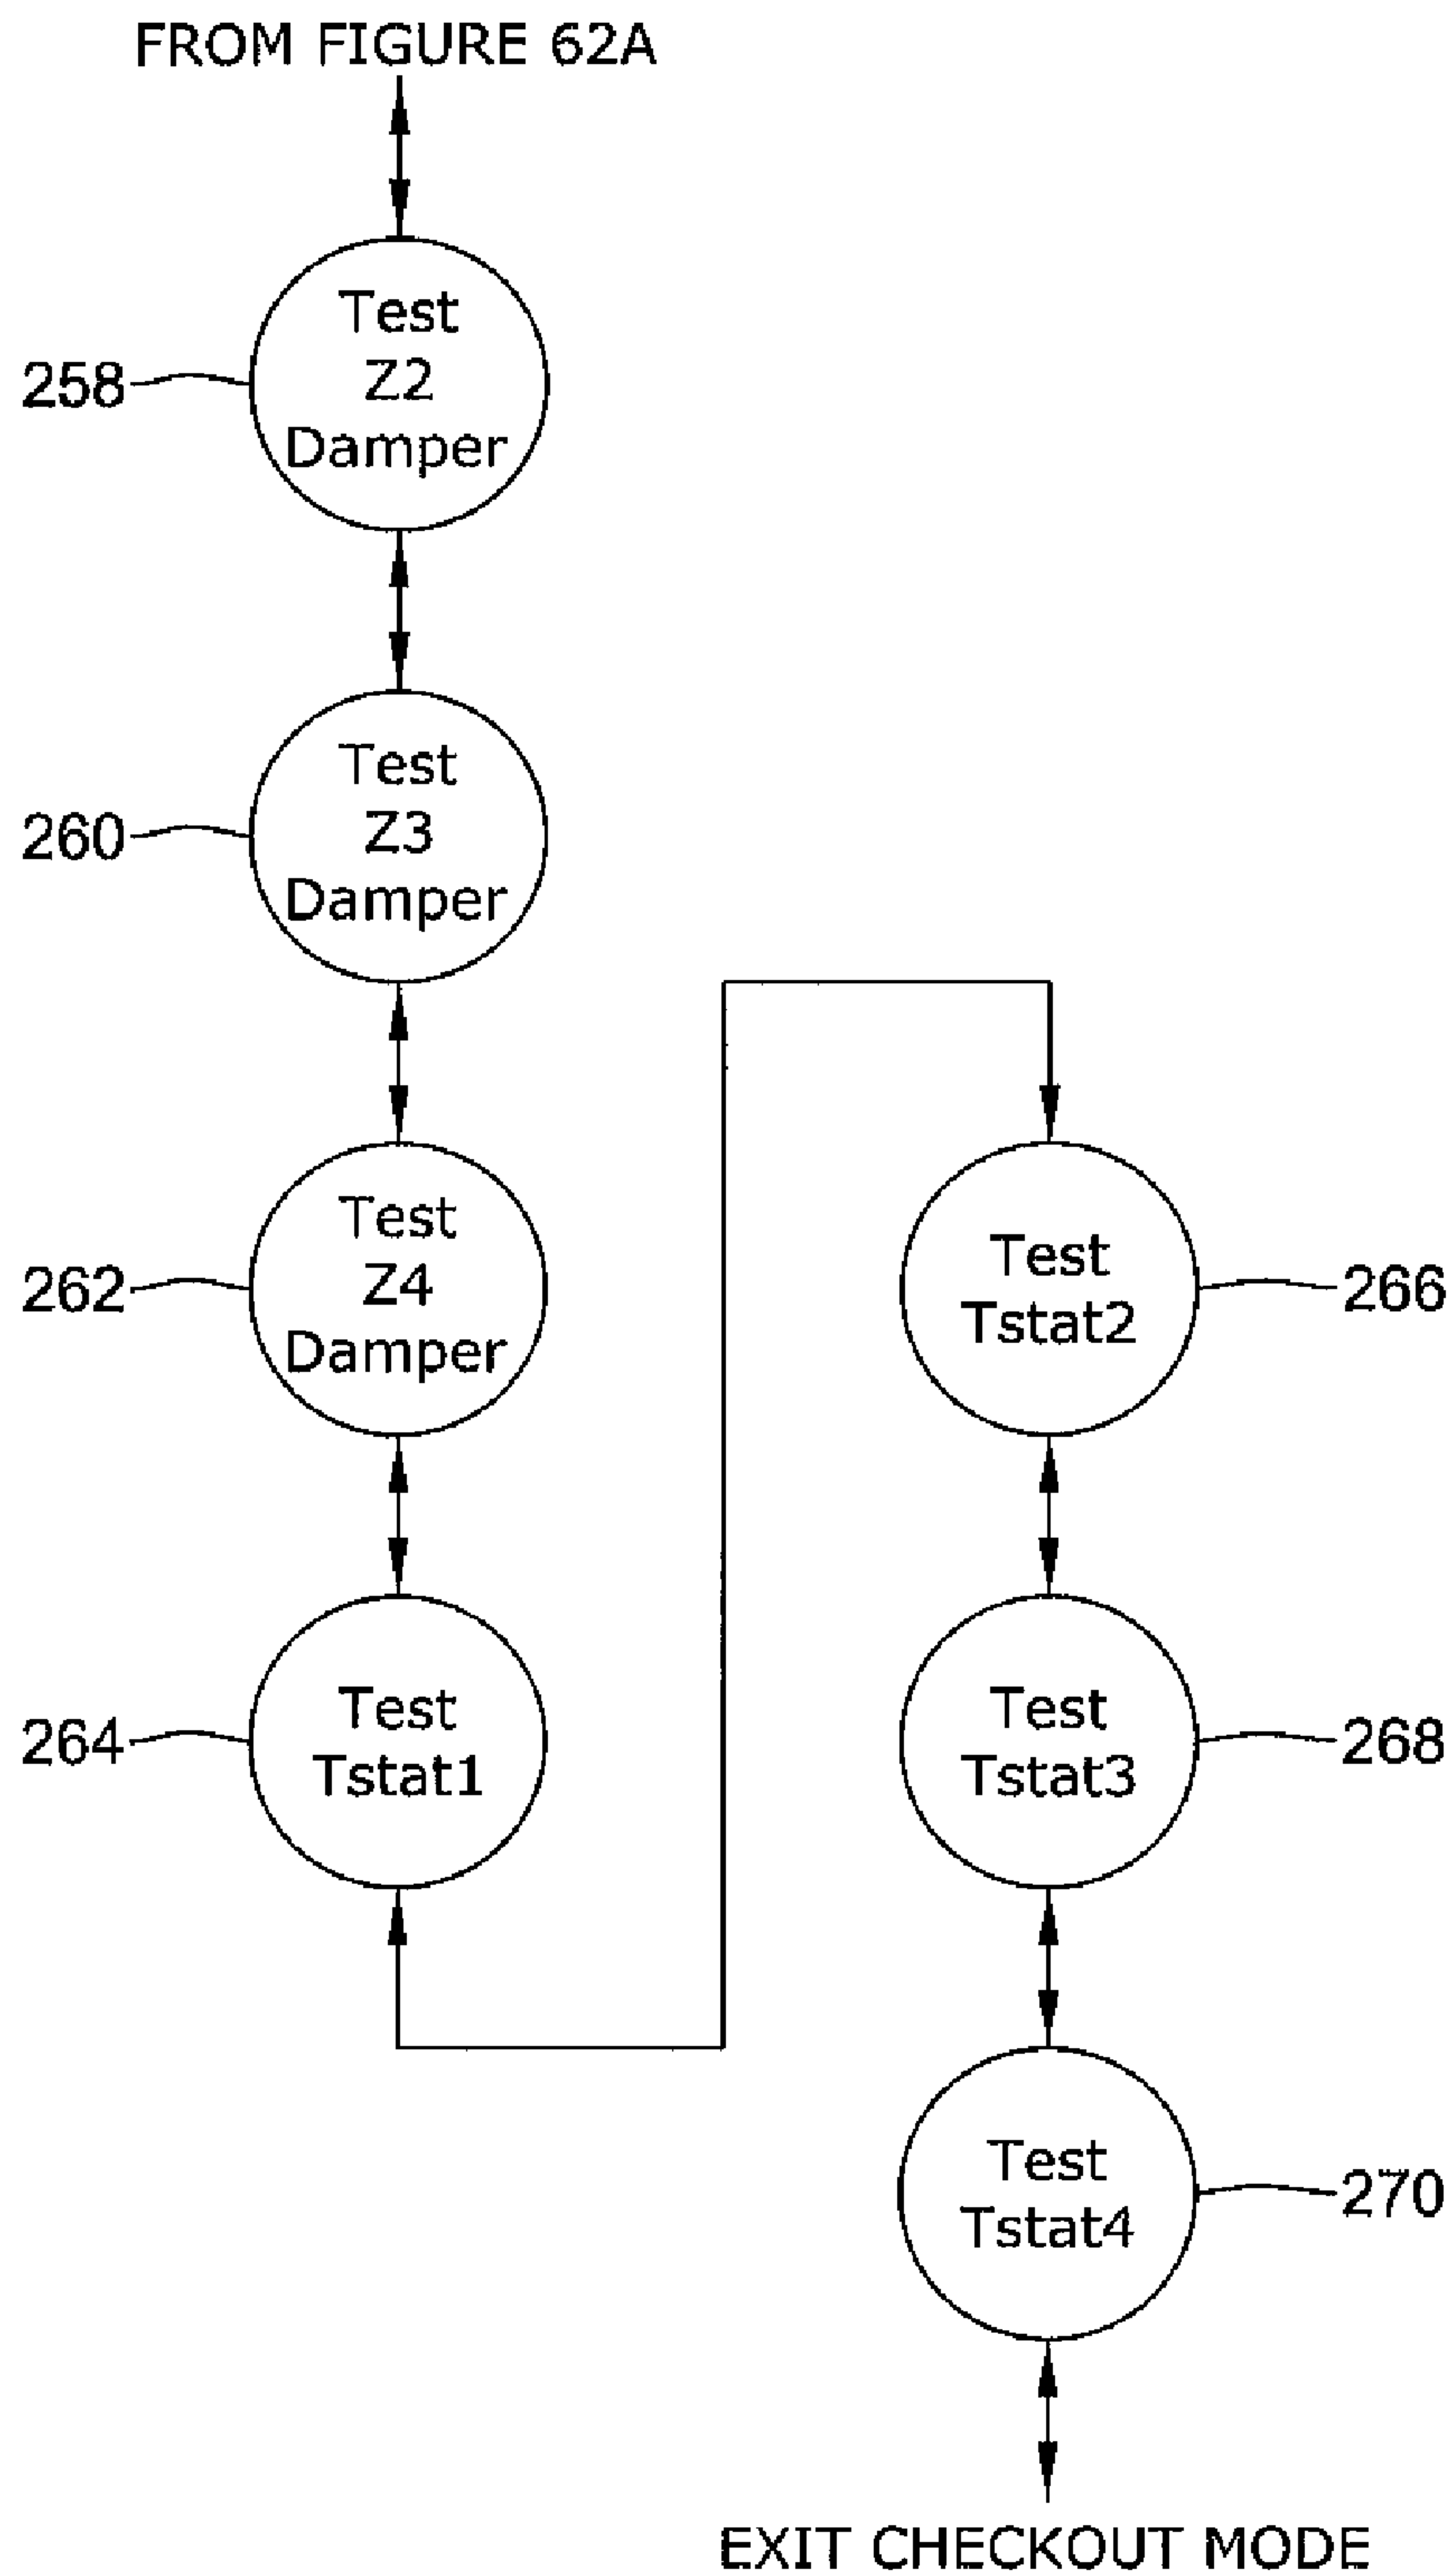 FROM FIGURE 62A
Test
Z2
Damper
258
Test
Z3
Damper
260
Test
Z4
Damper
262
Test
Tstat1
264
Test
Tstat2
266
Test
Tstat3
268
Test
Tstat4
270
EXIT CHECKOUT MODE